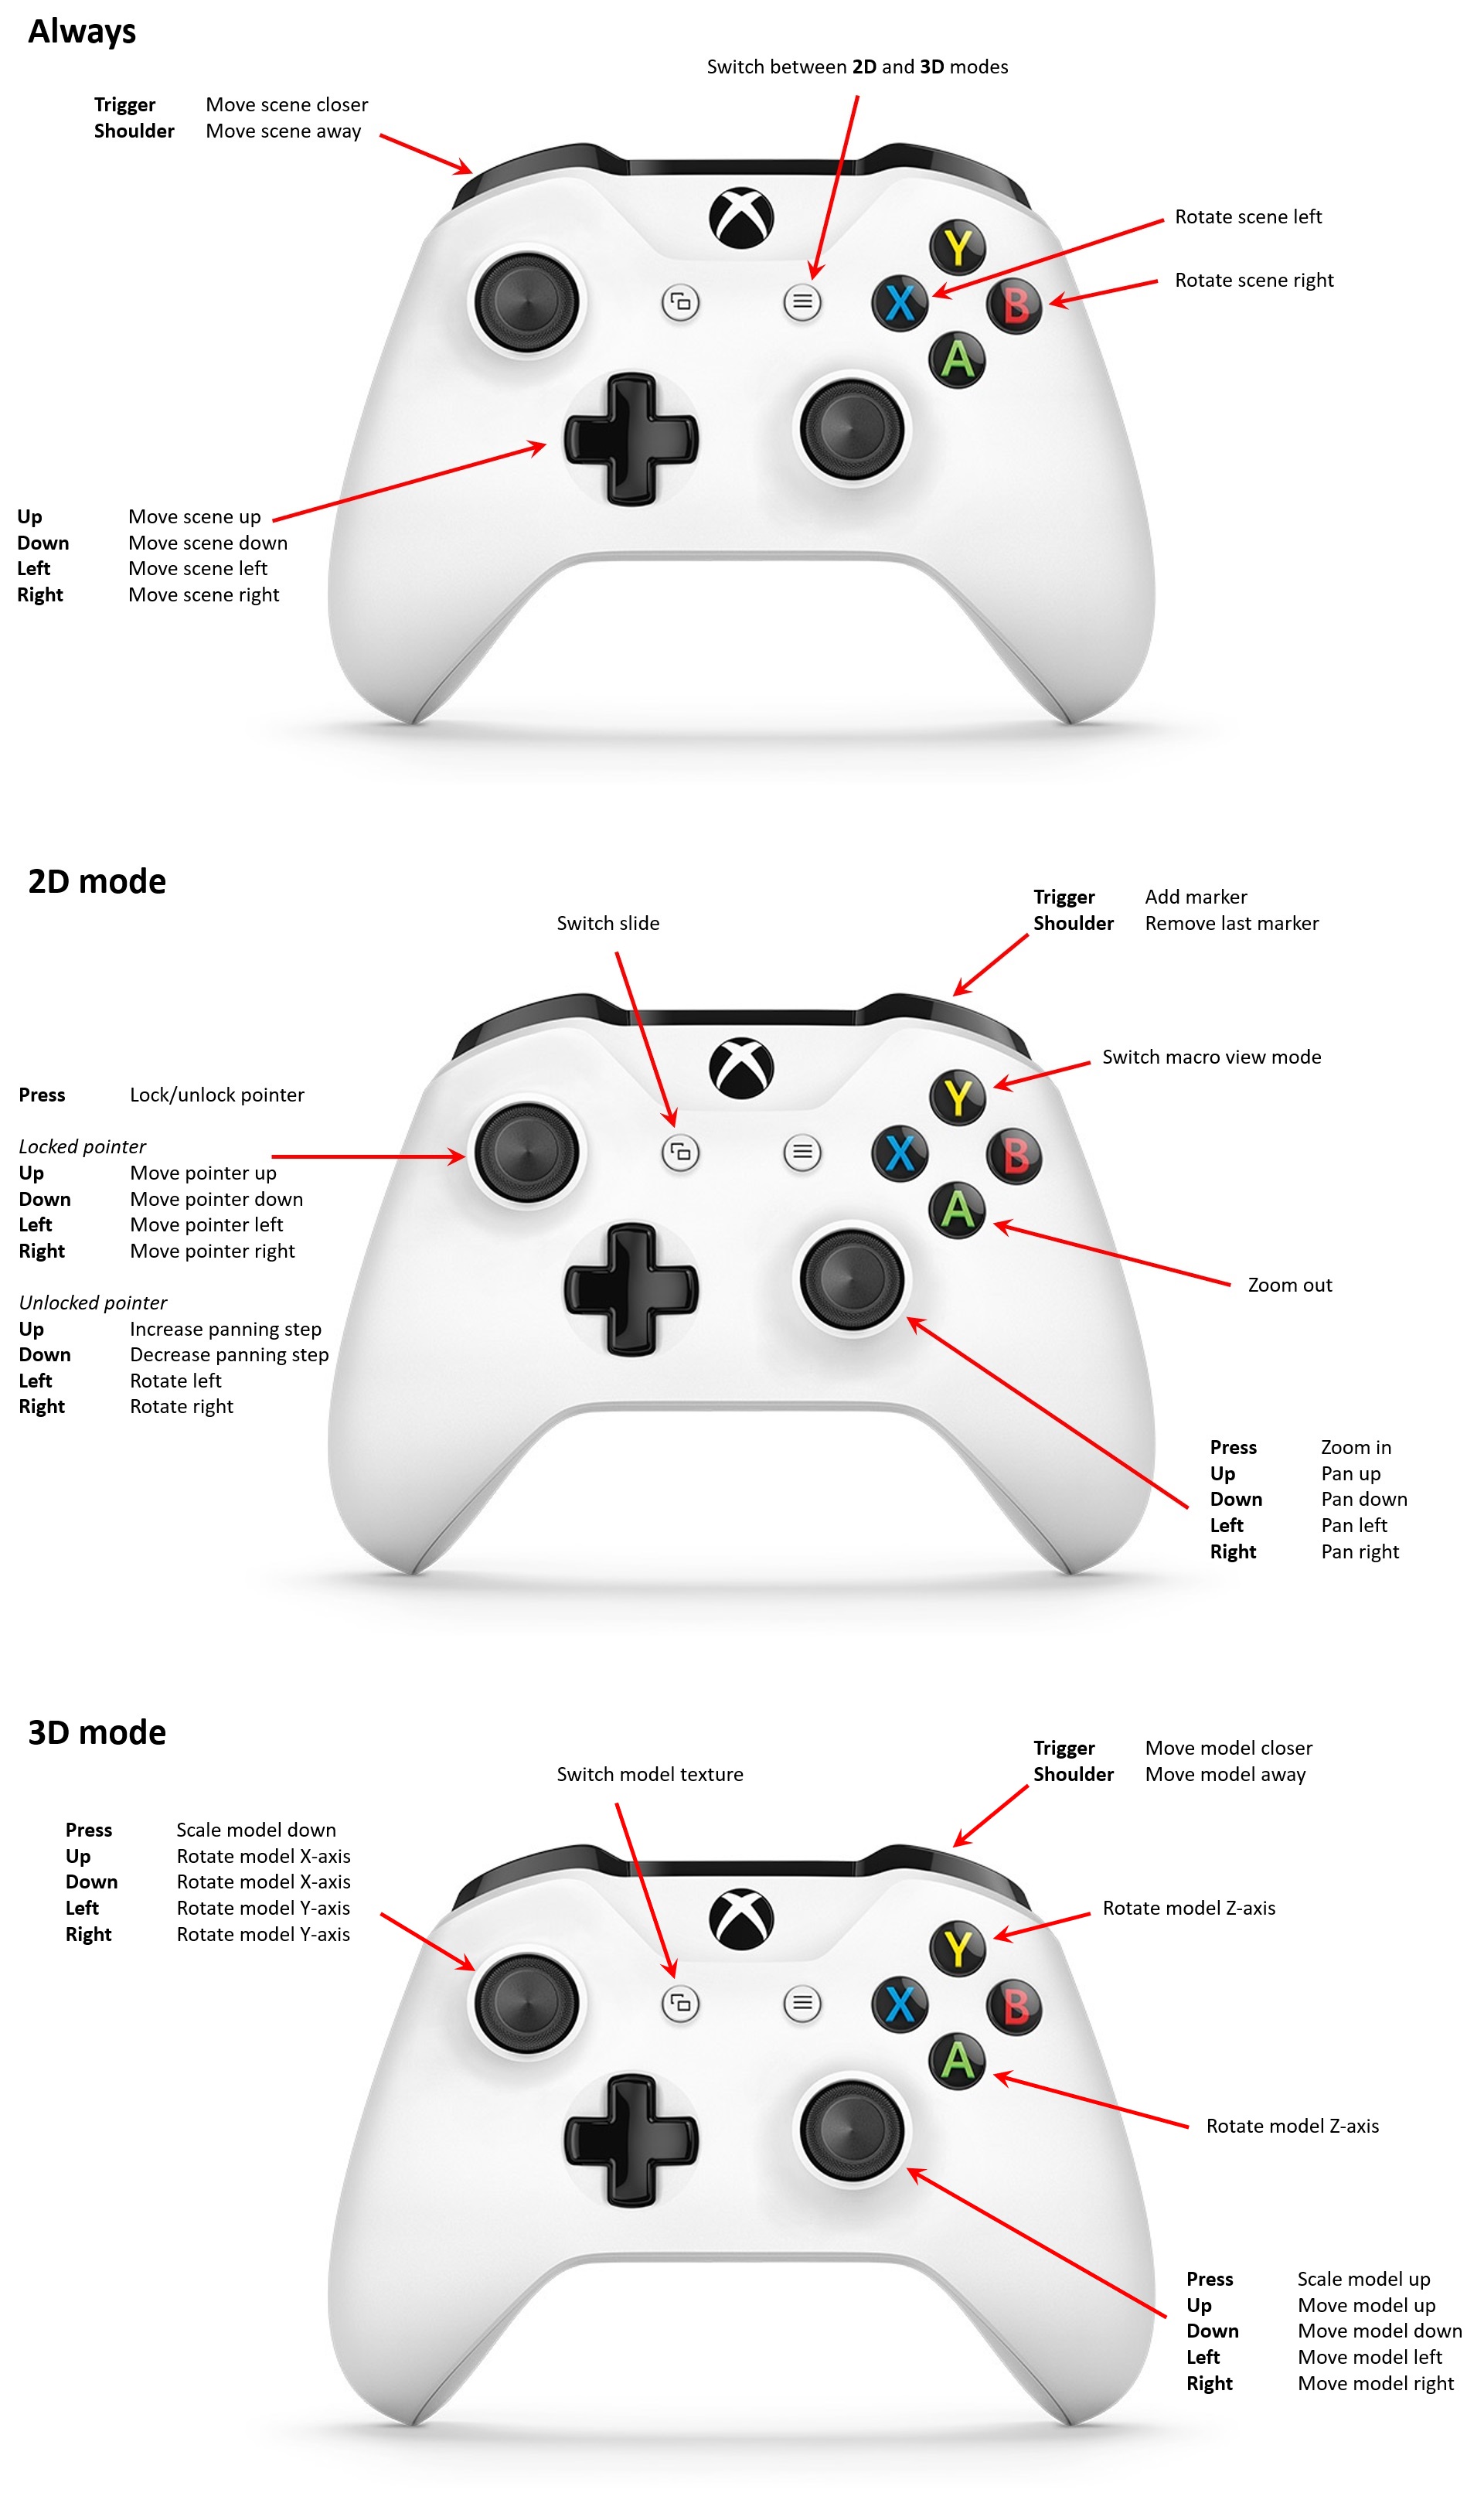 Always
Switch between 2D and 3D modes
Trigger Move scene closer
Shoulder Move scene away
Rotate scene left
Y
Rotate scene right
X B
A
Up Move scene up
Down Move scene down
Left Move scene left
Right Move scene right
2D mode
Trigger Add marker
Shoulder Remove last marker
Switch slide
Switch macro view mode
Y
Press Lock/unlock pointer
X B
Locked pointer
Up Move pointer up
Down Move pointer down
Left Move pointer left
Right Move pointer right
A
Zoom out
Unlocked pointer
Up Increase panning step
Down Decrease panning step
Left Rotate left
Right Rotate right
Press Zoom in
Up Pan up
Down Pan down
Left Pan left
Right Pan right
3D mode
Trigger Move model closer
Shoulder Move model away
Switch model texture
Press Scale model down
Up Rotate model X-axis
Down Rotate model X-axis
Left Rotate model Y-axis
Right Rotate model Y-axis
Rotate model Z-axis
Y
X B
A
Rotate model Z-axis
Press Scale model up
Up Move model up
Down Move model down
Left Move model left
Right Move model right